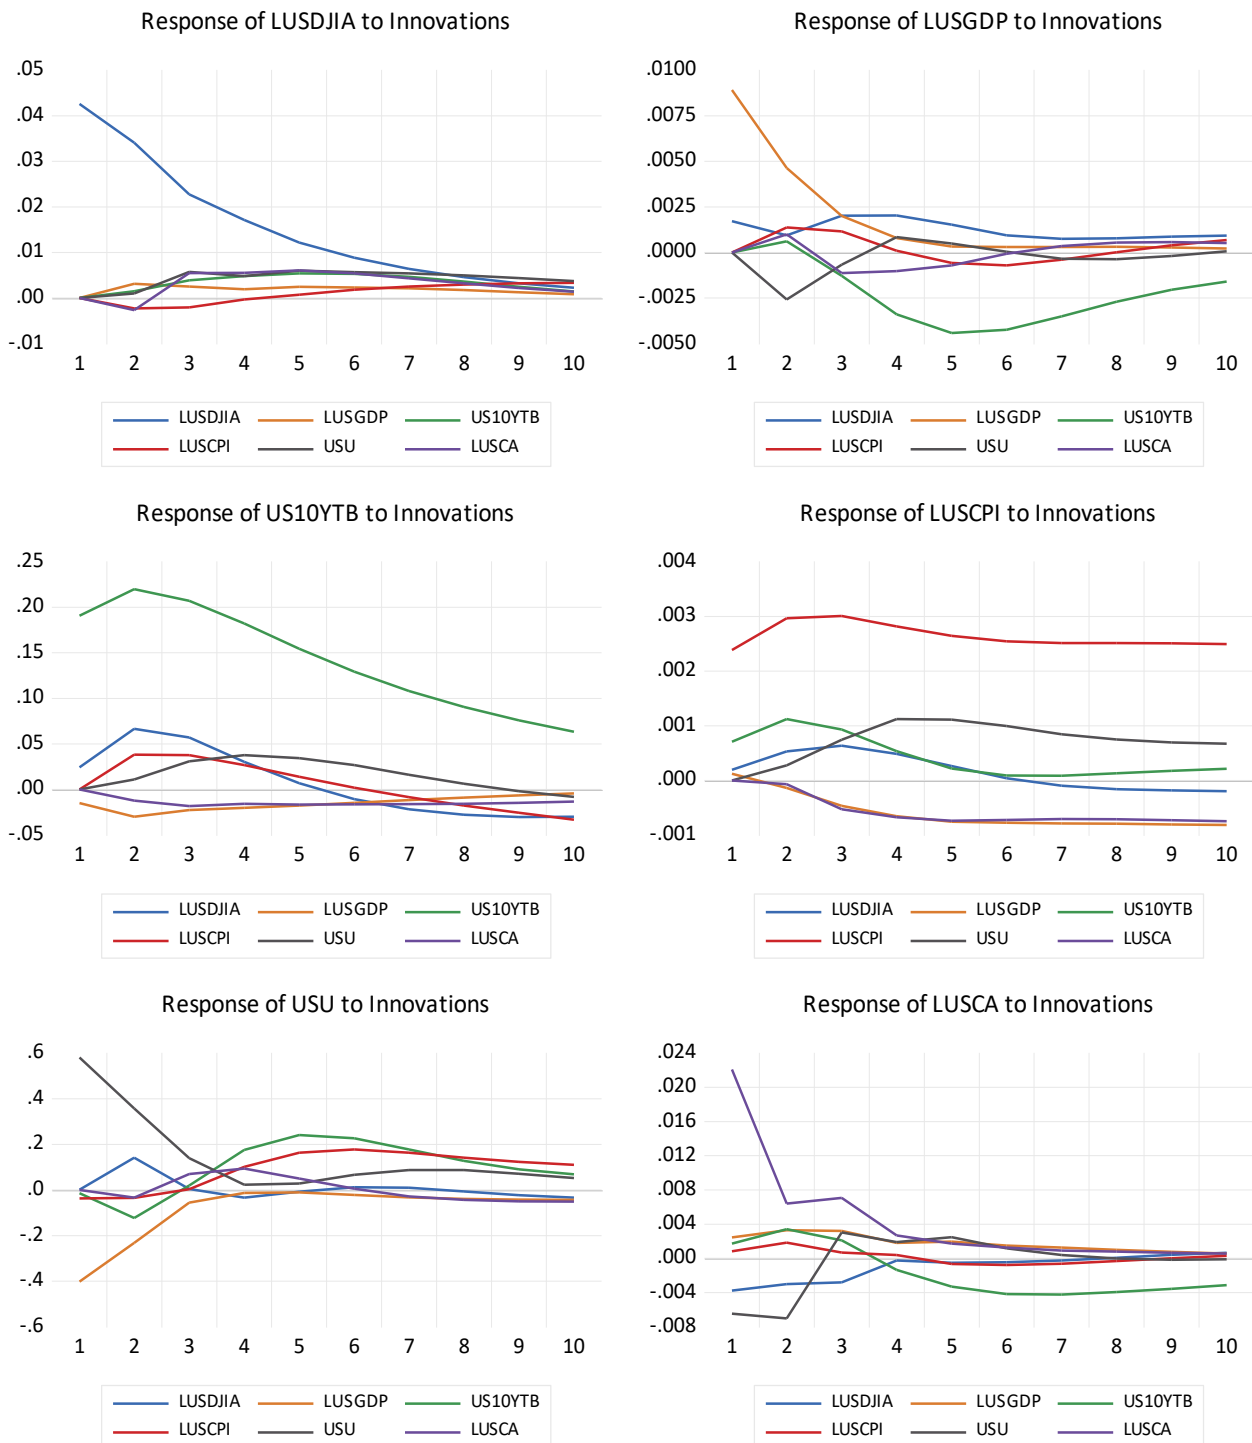 Response of LUSDJIA to Innovations
.05
.04
.03
.02
.01
.00
-.01
1 2 3 4 5 6 7 8 9 10
LUSDJIA LUSGDP US10YTB
LUSCPI USU LUSCA
Response of LUSGDP to Innovations
.0100
.0075
.0050
.0025
.0000
-.0025
-.0050
1 2 3 4 5 6 7 8 9 10
LUSDJIA LUSGDP US10YTB
LUSCPI USU LUSCA
Response of US10YTB to Innovations
.25
.20
.15
.10
.05
.00
-.05
1 2 3 4 5 6 7 8 9 10
LUSDJIA LUSGDP US10YTB
LUSCPI USU LUSCA
Response of LUSCPI to Innovations
.004
.003
.002
.001
.000
-.001
1 2 3 4 5 6 7 8 9 10
LUSDJIA LUSGDP US10YTB
LUSCPI USU LUSCA
Response of USU to Innovations
.6
.4
.2
.0
-.2
-.4
-.6
1 2 3 4 5 6 7 8 9 10
LUSDJIA LUSGDP US10YTB
LUSCPI USU LUSCA
Response of LUSCA to Innovations
.024
.020
.016
.012
.008
.004
.000
-.004
-.008
1 2 3 4 5 6 7 8 9 10
LUSDJIA LUSGDP US10YTB
LUSCPI USU LUSCA